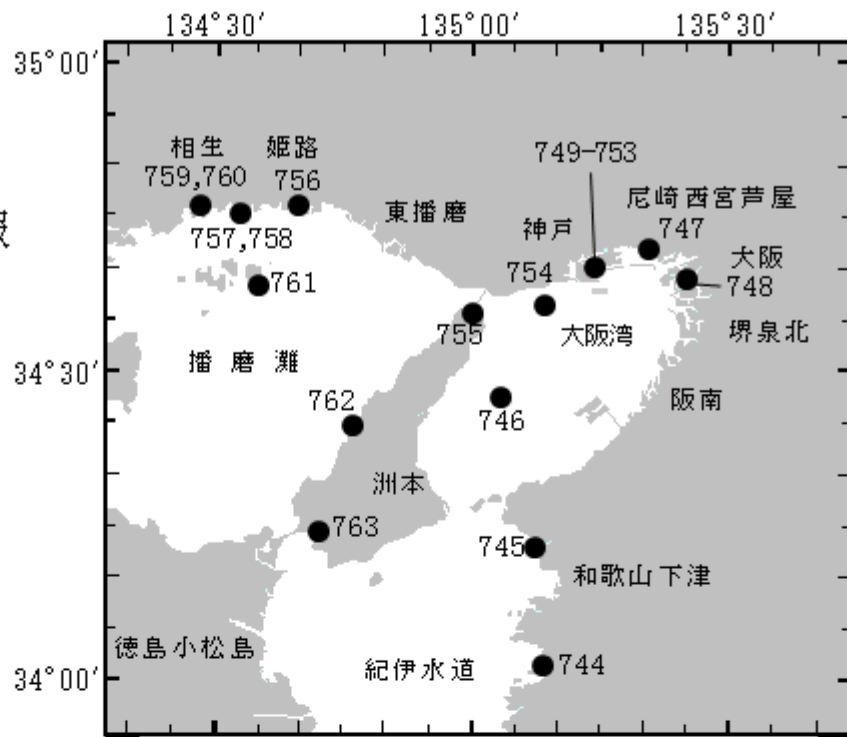 134°30′ 135°00′ 135°30′
35°00′
749-753
相生 姫路
759,760 756
尼崎西宮芦屋
東播磨
神戸 747
757,758
大阪
754 748
761
755 大阪湾 堺泉北
播磨灘
34°30′
762 746 阪南
洲本
763
745
和歌山下津
徳島小松島
紀伊水道 744
34°00′